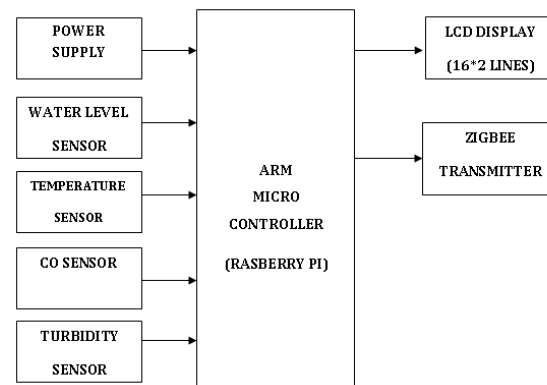 POWER
SUPPLY
WATER LEVEL
SENSOR
TEMPERATURE
SENSOR
CO SENSOR
TURBIDITY
SENSOR
ARM
MICRO
CONTROLLER
(RASBERRY PI)
LCD DISPLAY
(16*2 LINES)
ZIGBEE
TRANSMITTER